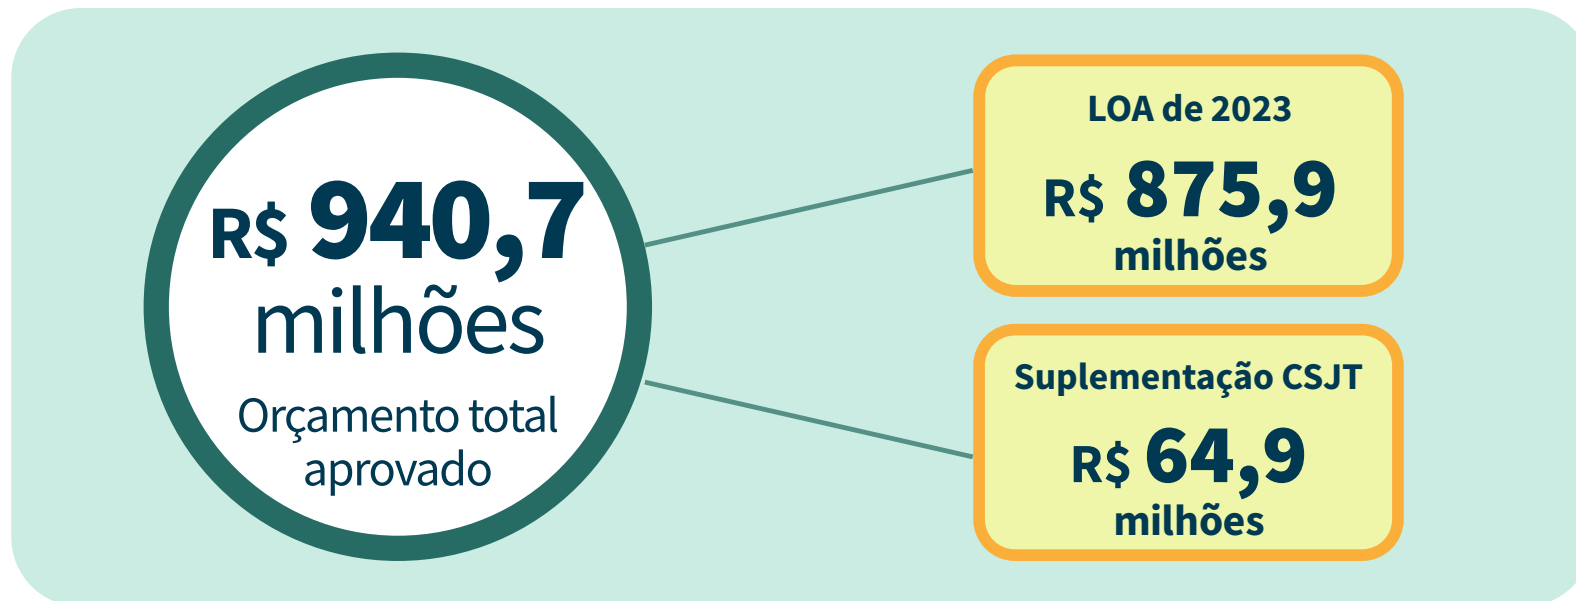 R$ 940,7
milhões
Orçamento total
aprovado
LOA de 2023
R$ 875,9
milhões
Suplementação CSJT
R$ 64,9
milhões